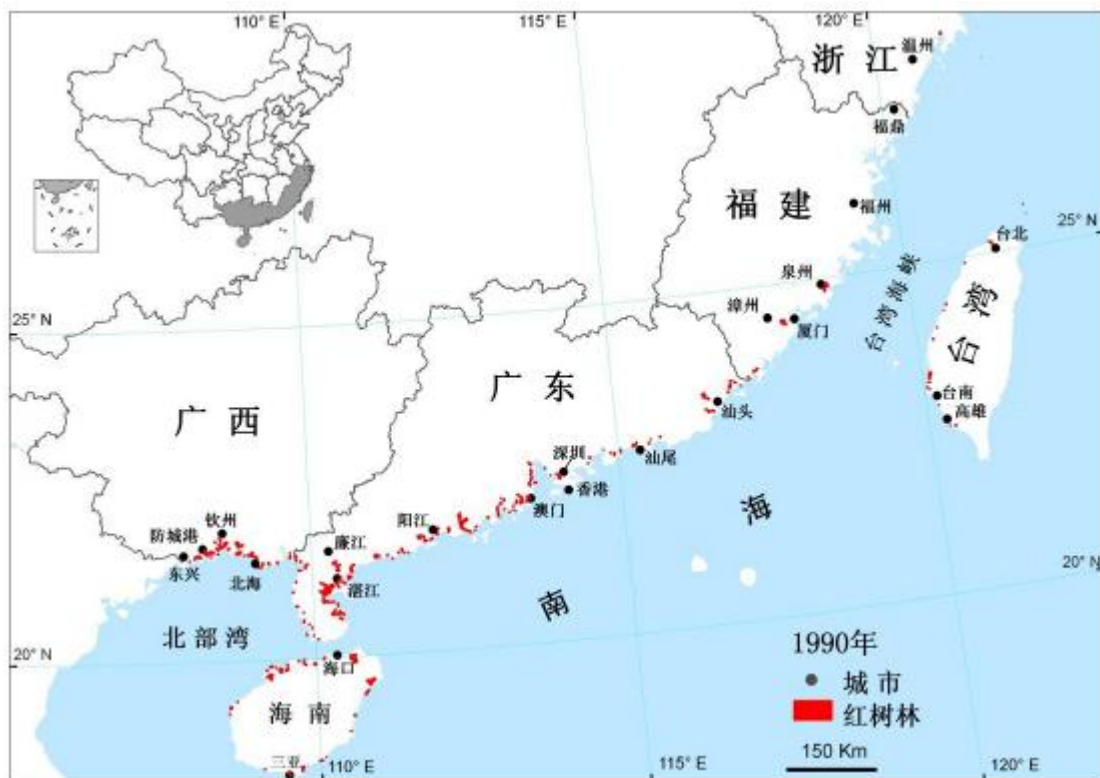 110° E
115° E
120° E
浙江
温州
福鼎
福建
福州
25° N
台北
泉州
台湾海峡
漳州
厦门
台湾
25° N
广东
台南
汕头
高雄
广西
深圳
汕尾
香港
澳门
海
钦州
阳江
防城港
廉江
东兴
北海
湛江
20° N
南
北部湾
1990年
20° N
海口
城市
红树林
海南
150 Km
三亚
110° E
115° E
120° E